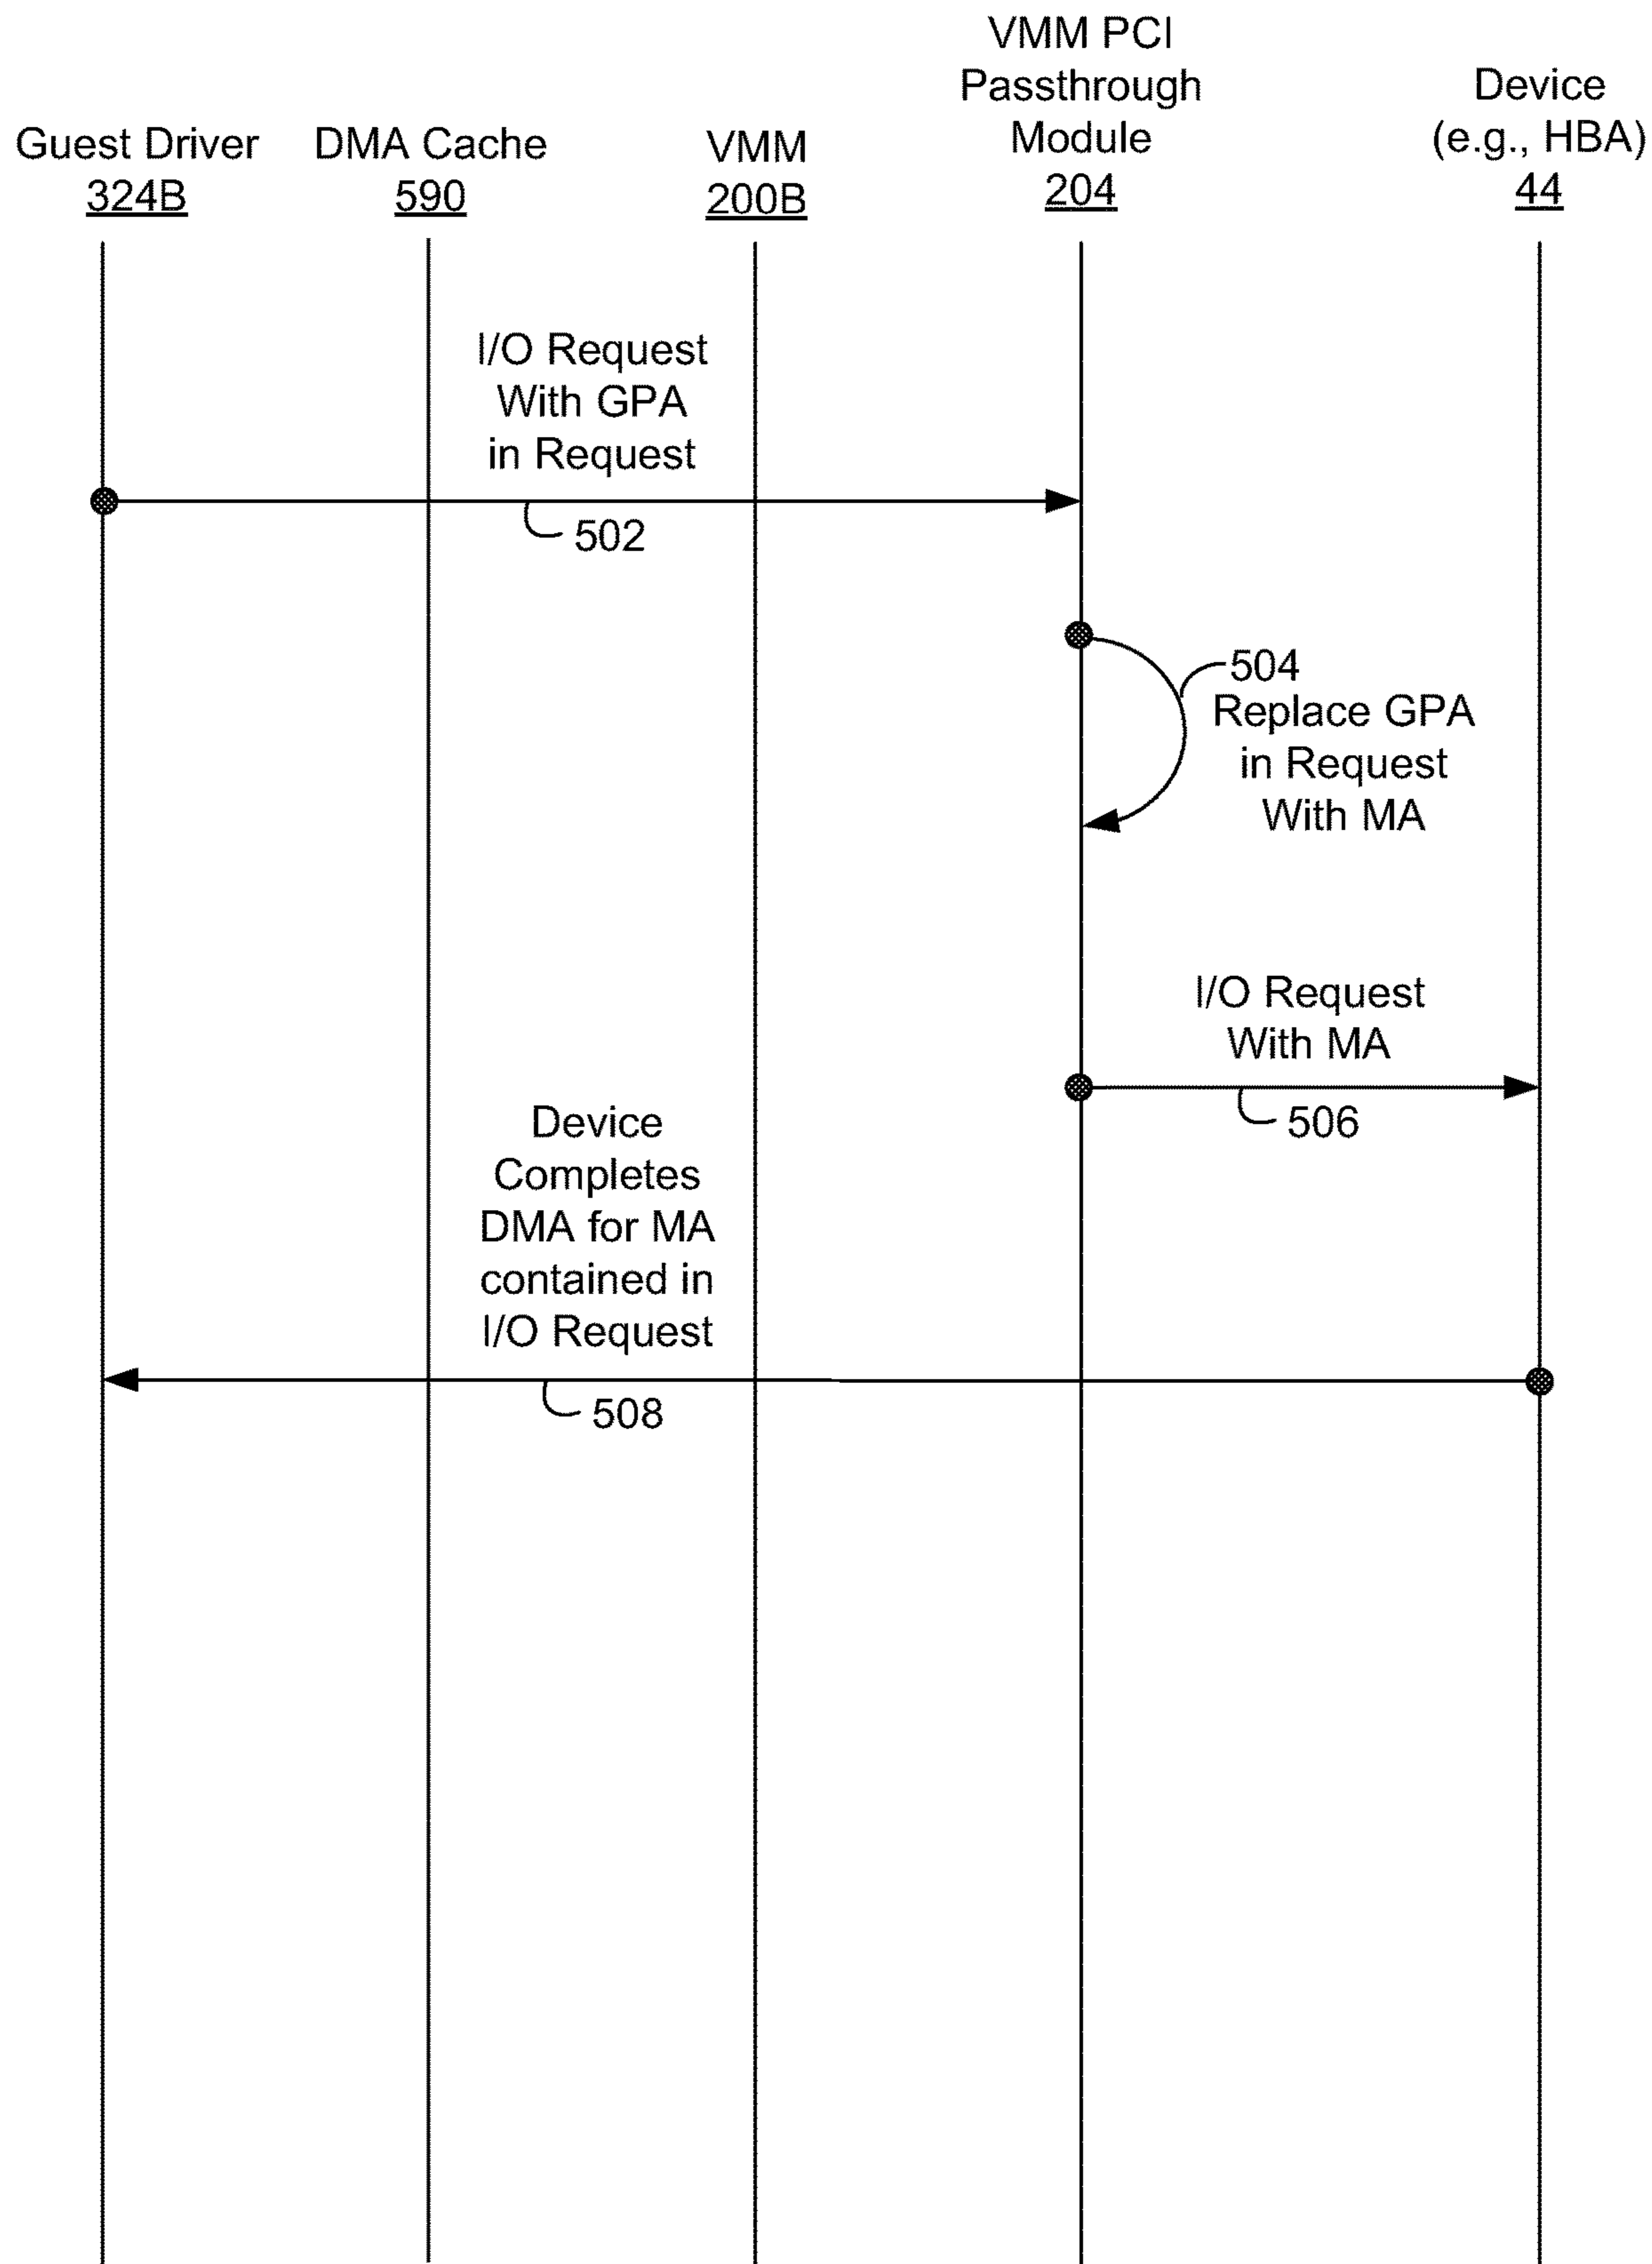 Guest Driver
324B
DMA Cache
590
VMM
200B
VMM PCI
Passthrough
Module
204
Device
(e.g., HBA)
44
I/O Request
With GPA
in Request
502
504
Replace GPA
in Request
With MA
I/O Request
With MA
506
Device
Completes
DMA for MA
contained in
I/O Request
508